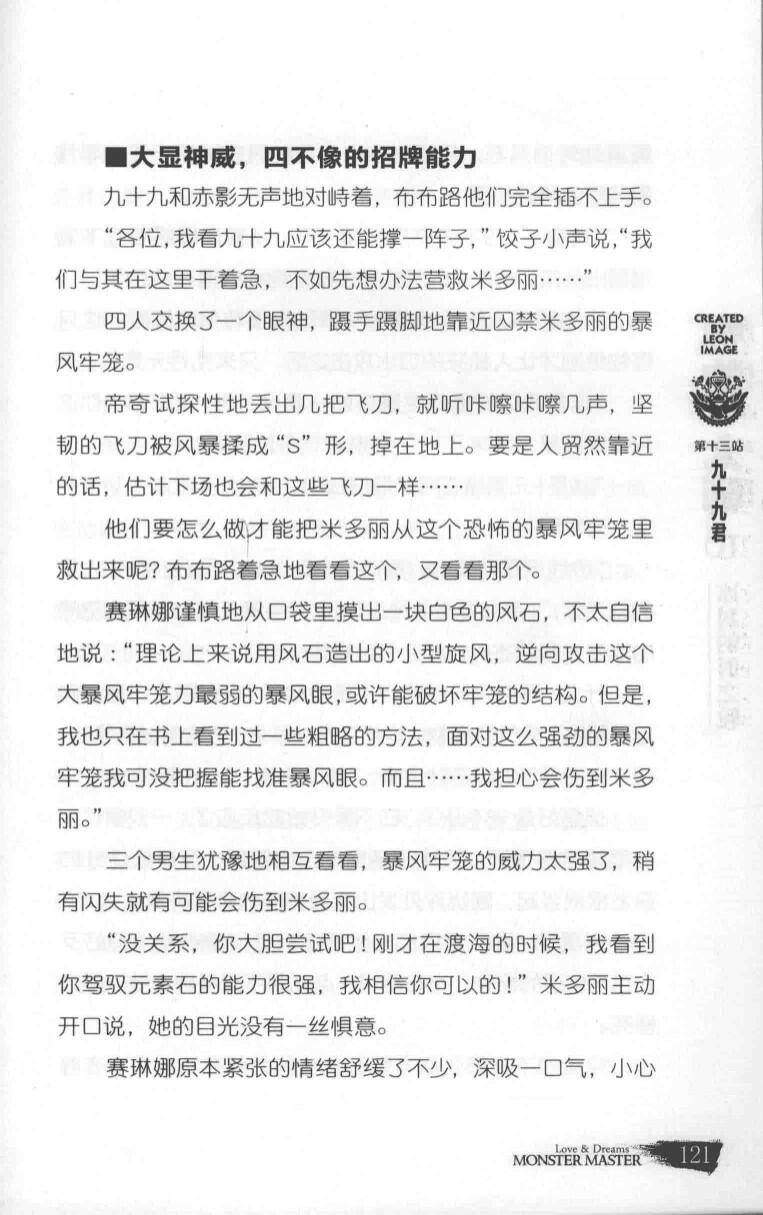 ■大显神威，四不像的招牌能力
九十九和赤影无声地对峙着，布布路他们完全插不上手。
“各位,我看九十九应该还能撑一阵子,”饺子小声说,“我
们与其在这里干着急，不如先想办法营救米多丽……”
四人交换了一个眼神，蹑手蹑脚地靠近囚禁米多丽的暴
风牢笼。
帝奇试探性地丢出几把飞刀，就听咔嚓咔嚓几声，坚
韧的飞刀被风暴揉成“S”形，掉在地上。要是人贸然靠近
的话，估计下场也会和这些飞刀一样……
他们要怎么做才能把米多丽从这个恐怖的暴风牢笼里
救出来呢？布布路着急地看看这个，又看看那个。
赛琳娜谨慎地从口袋里摸出一块白色的风石，不太自信
地说：“理论上来说用风石造出的小型旋风，逆向攻击这个
大暴风牢笼力最弱的暴风眼,或许能破坏牢笼的结构。但是，
我也只在书上看到过一些粗略的方法，面对这么强劲的暴风
牢笼我可没把握能找准暴风眼。而且……我担心会伤到米多
丽。”
三个男生犹豫地相互看看，暴风牢笼的威力太强了，稍
有闪失就有可能会伤到米多丽。
“没关系，你大胆尝试吧！刚才在渡海的时候，我看到
你驾驭元素石的能力很强，我相信你可以的！”米多丽主动
开口说，她的目光没有一丝惧意。
赛琳娜原本紧张的情绪舒缓了不少，深吸一口气，小心
CREATED
BY
LEON
IMAGE
第十三站
九十九君
Love & Dreams
MONSTER MASTER
121